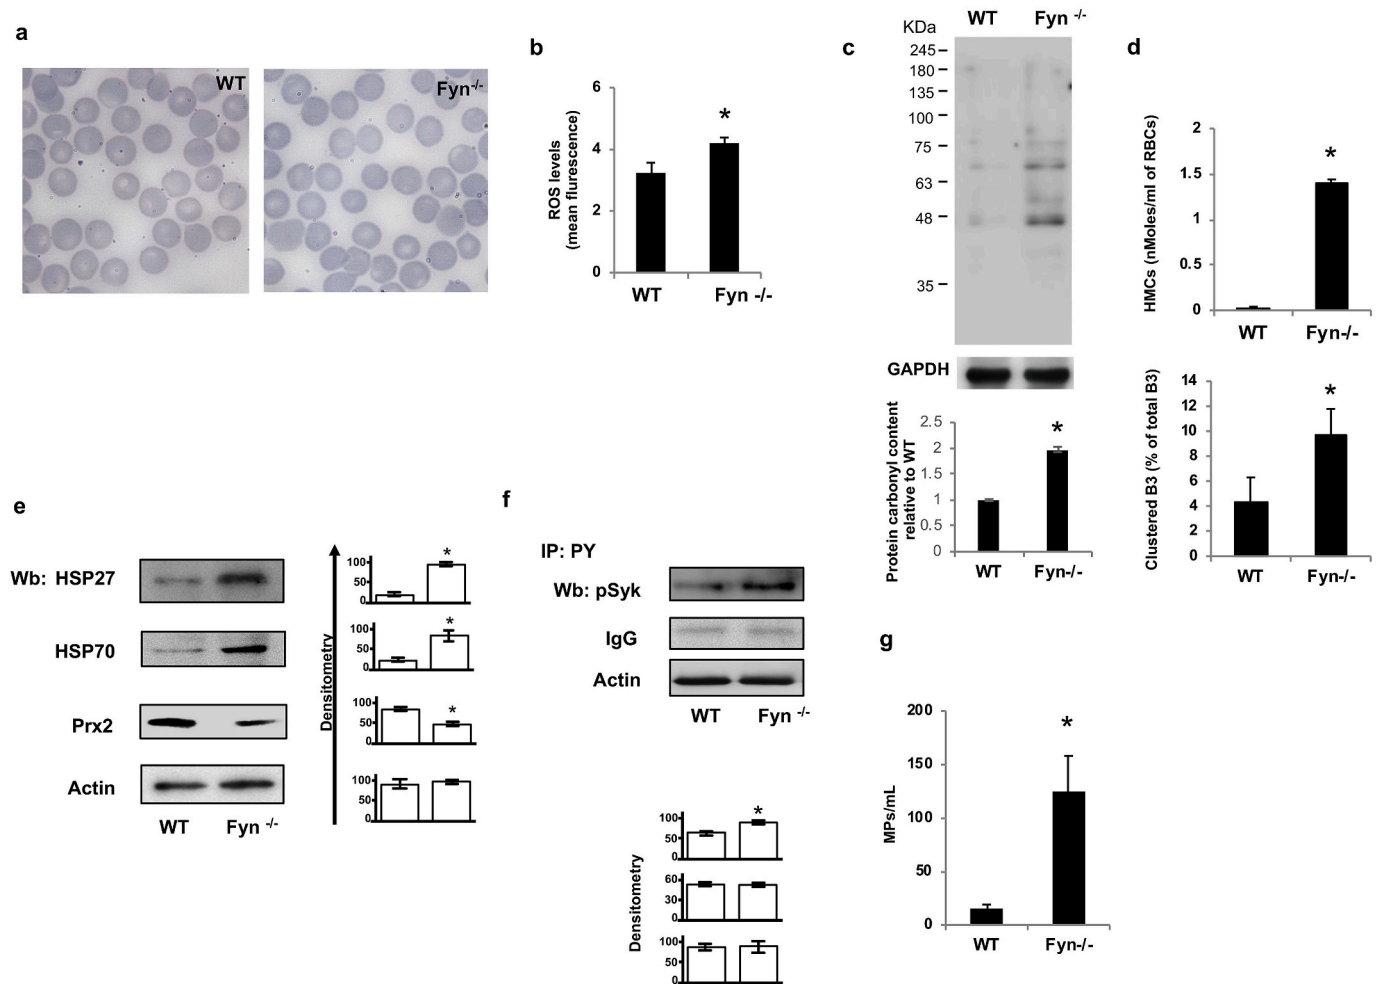 a
WT
Fyn-/-
b
ROS levels
(mean flurescence)
6
4
2
0
*
WT
Fyn -/-
c
KDa
WT
Fyn -/-
245
180
135
100
75
63
48
35
GAPDH
Protein carbonyl content
relative to WT
2.5
2
1
1
0.5
0
*
WT
Fyn-/-
d
HMCs (nMoles/ml of RBCs)
2
1.5
1
0.5
0
*
WT
Fyn-/-
Clustered B3 (% of total B3)
14
12
10
8
6
4
2
0
*
WT
Fyn-/-
e
Wb: HSP27
HSP70
Prx2
Actin
WT
Fyn -/-
Densitometry
100
50
0
*
100
50
0
*
100
50
0
*
100
50
0
f
IP: PY
Wb: pSyk
IgG
Actin
WT
Fyn -/-
Densitometry
100
50
0
*
60
30
0
100
50
0
g
MPs/mL
200
150
100
50
0
*
WT
Fyn-/-